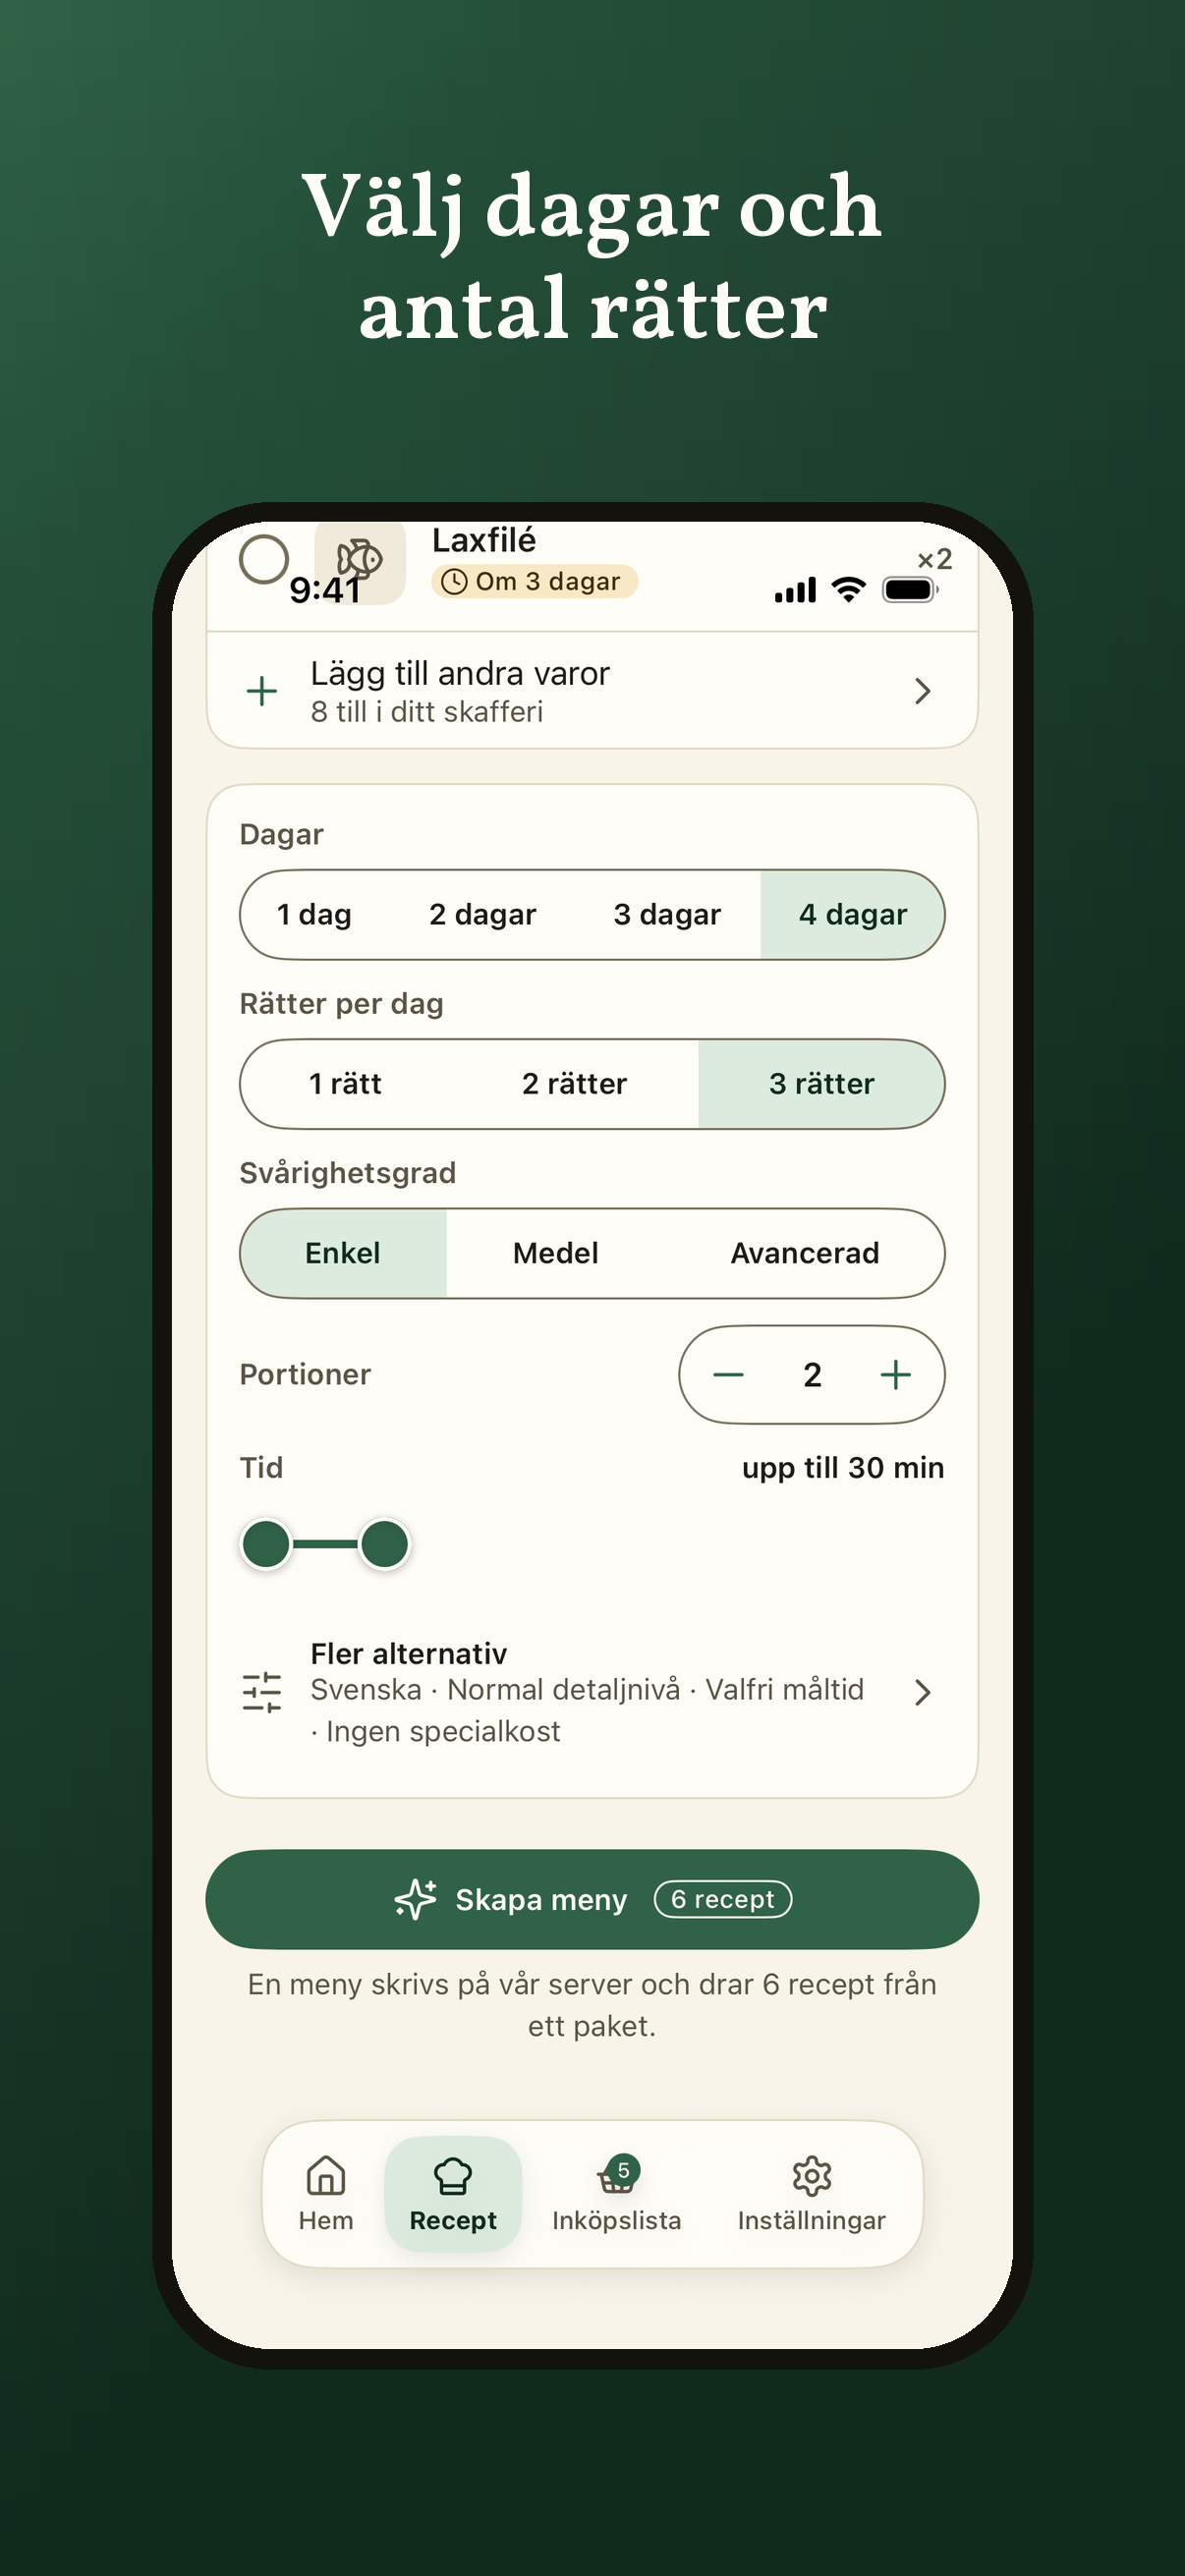 Välj dagar och
antal rätter
Laxfilé
×2
Om 3 dagar
9:41
Lägg till andra varor
8 till i ditt skafferi
Dagar
1 dag 2 dagar 3 dagar 4 dagar
Rätter per dag
1 rätt 2 rätter 3 rätter
Svårighetsgrad
Enkel Medel Avancerad
Portioner 2
Tid upp till 30 min
Fler alternativ
Svenska · Normal detaljnivå · Valfri måltid
· Ingen specialkost
Skapa meny 6 recept
En meny skrivs på vår server och drar 6 recept från
ett paket.
5
Hem Recept Inköpslista Inställningar